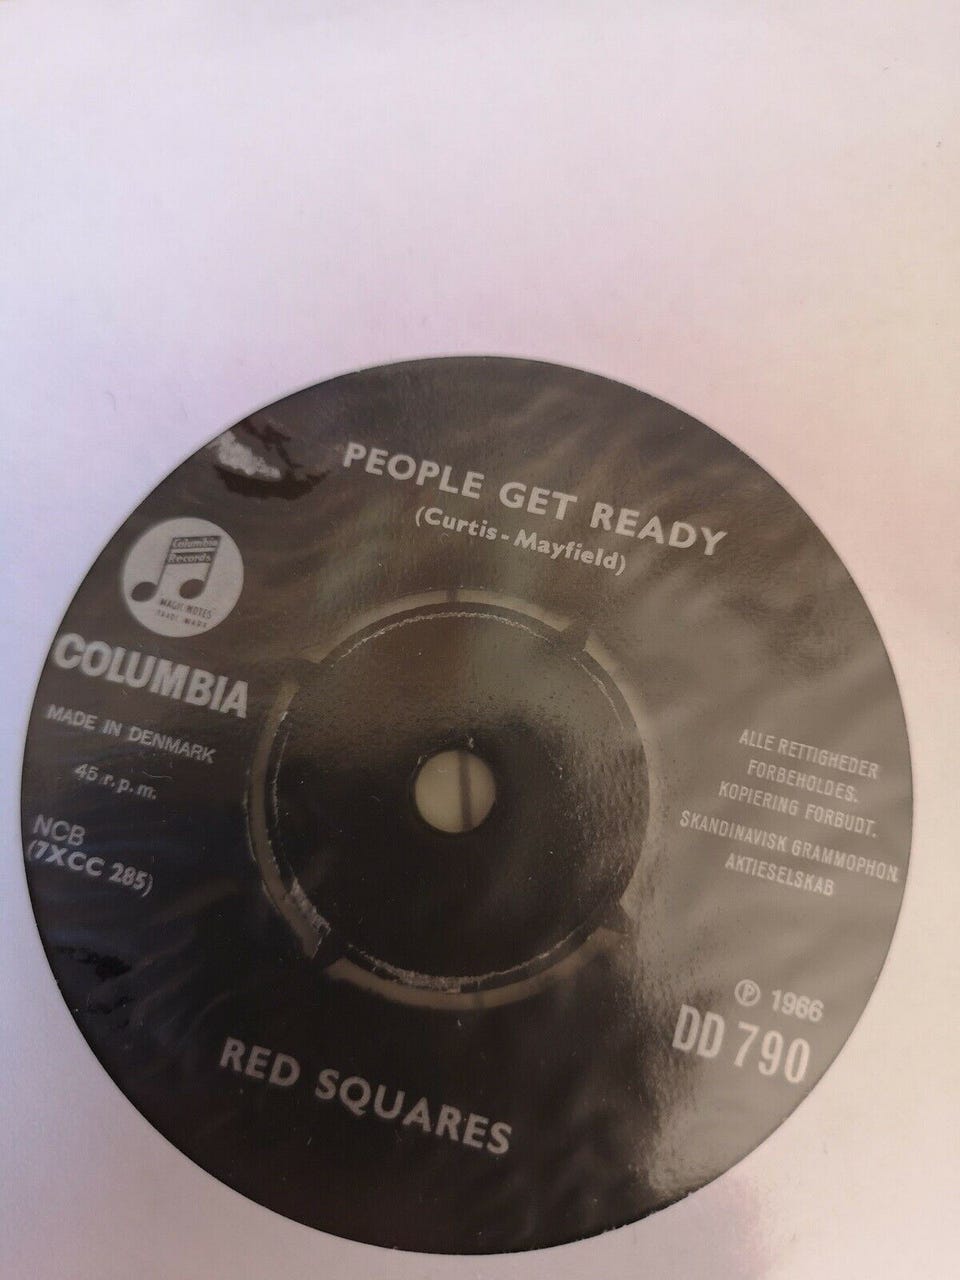 PEOPLE GET READY
(Curtis-Mayfield)
Columbia
Records
MAGIC NOTES
TRADE MARK
COLUMBIA
MADE IN DENMARK
45 r.p.m.
NCB
(7XCC 285)
ALLE RETTIGHEDER
FORBEHOLDES.
KOPIERING FORBUDT.
SKANDINAVISK GRAMMOPHON
AKTIESELSKAB
Ⓟ 1966
DD 790
RED SQUARES